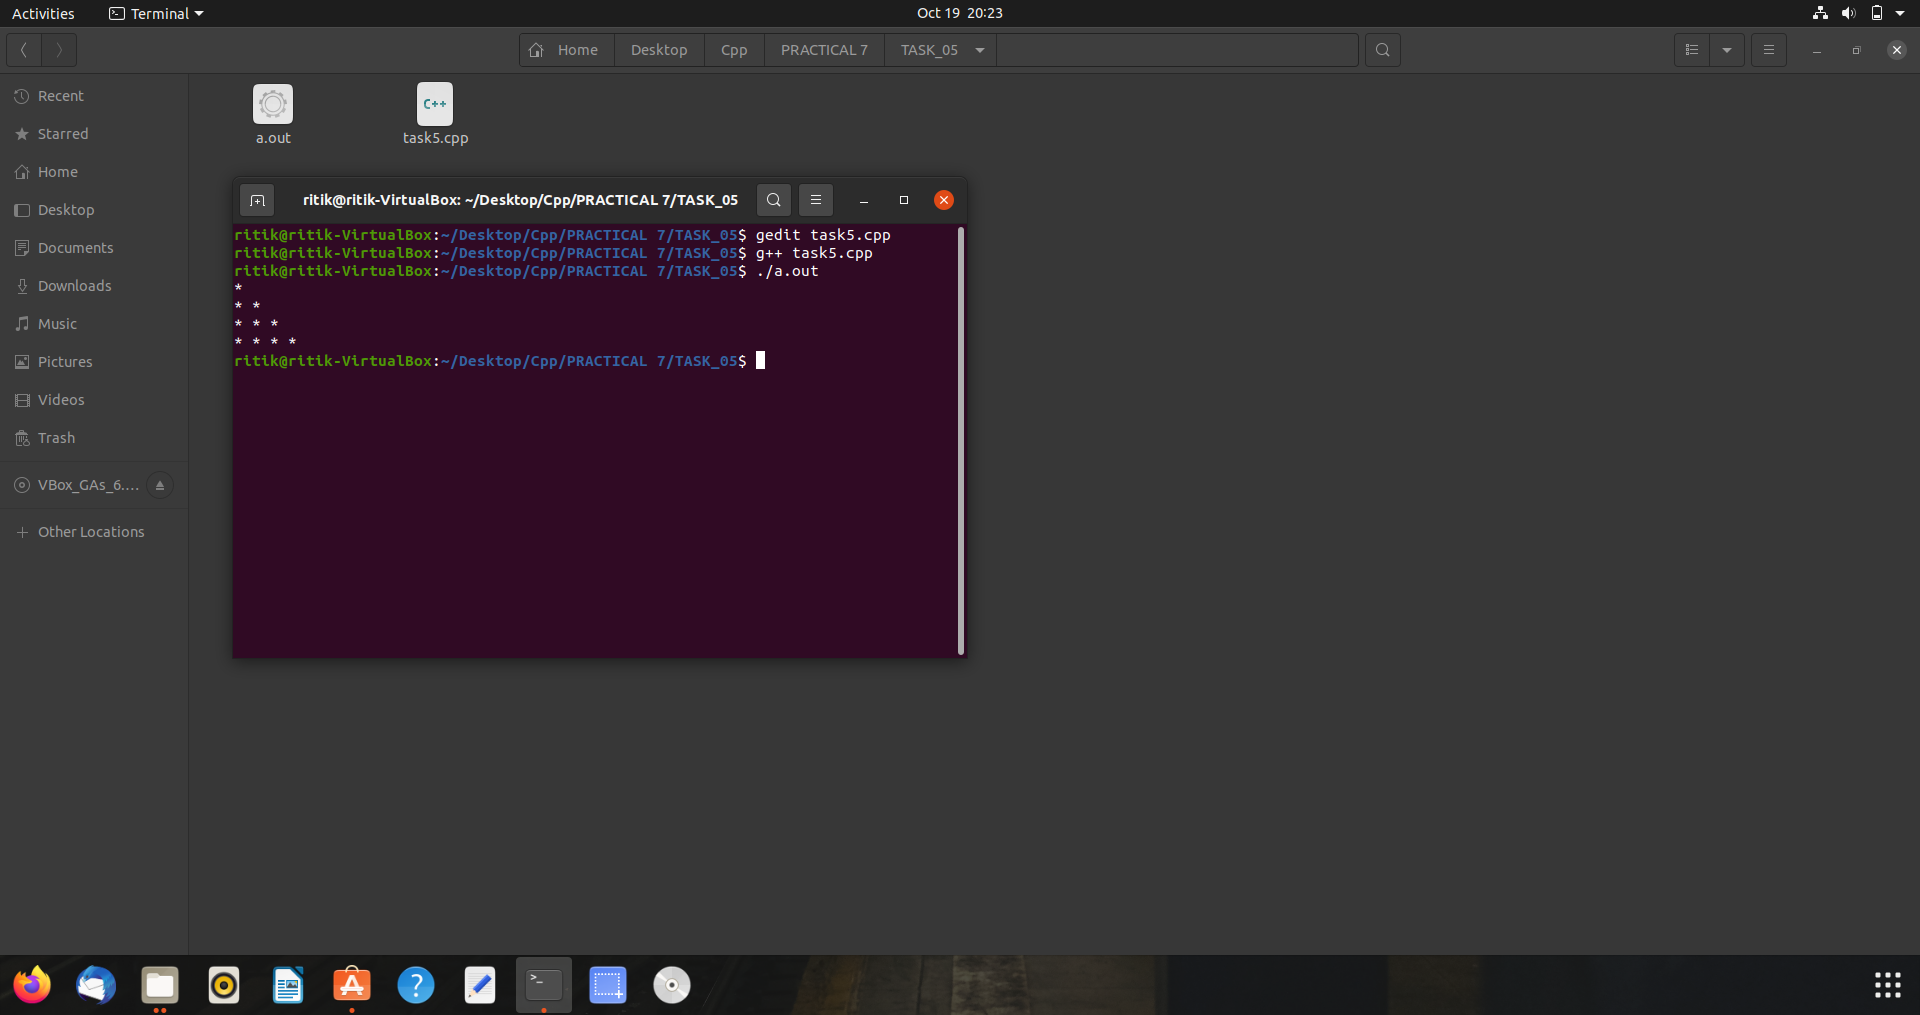 Activities Terminal Oct 19 20:23
Home Desktop Cpp PRACTICAL 7 TASK_05
Recent
Starred
Home
Desktop
Documents
Downloads
Music
Pictures
Videos
Trash
VBox_GAs_6....
Other Locations
a.out task5.cpp
C++
ritik@ritik-VirtualBox: ~/Desktop/Cpp/PRACTICAL 7/TASK_05
ritik@ritik-VirtualBox:~/Desktop/Cpp/PRACTICAL 7/TASK_05$ gedit task5.cpp
ritik@ritik-VirtualBox:~/Desktop/Cpp/PRACTICAL 7/TASK_05$ g++ task5.cpp
ritik@ritik-VirtualBox:~/Desktop/Cpp/PRACTICAL 7/TASK_05$ ./a.out
*
* *
* * *
* * * *
ritik@ritik-VirtualBox:~/Desktop/Cpp/PRACTICAL 7/TASK_05$